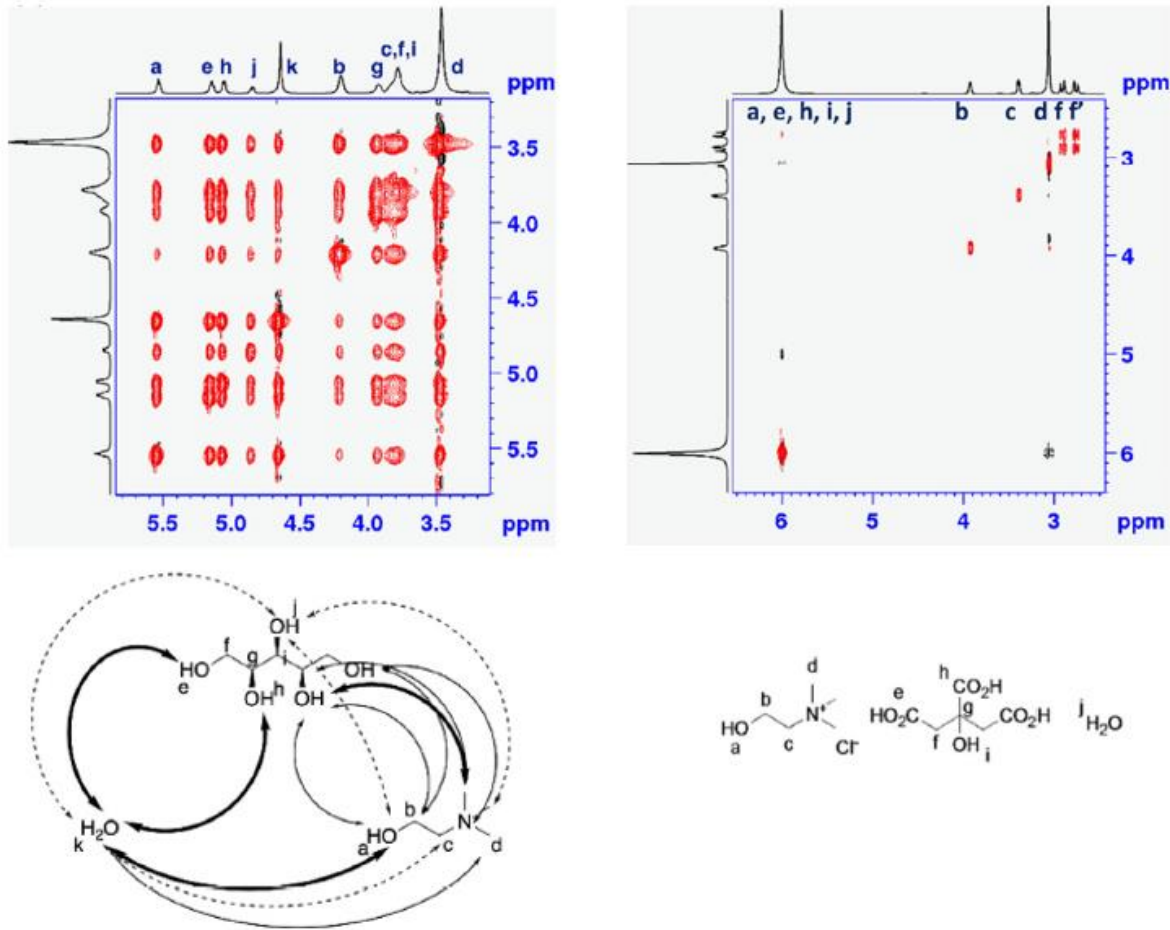 a e h j k b g c,f,i d ppm
3.5
4.0
4.5
5.0
5.5
5.5 5.0 4.5 4.0 3.5 ppm
a, e, h, i, j b c d f f' ppm
3
4
5
6
6 5 4 3 ppm
j
OH
f g i
HO OH
e OH h OH
H₂O
k
b
HO N
a c d
d
b N⁺
HO
a c Cl⁻
h CO₂H
e g
HO₂C CO₂H
f OH i
j H₂O